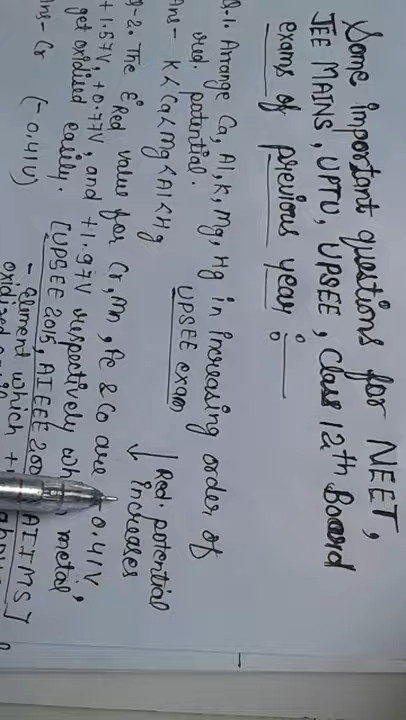 Some important questions for NEET,
JEE MAINS, UPTU, UPSEE, Class 12th Board
exams of previous year :-
Q-1. Arrange Ca, Al, K, Mg, Hg in increasing order of
red. potential. UPSEE exam
Ans - K<Ca<Mg<Al<Hg ↓ Red. potential
increases
Q-2. The E°Red value for Cr, Mn, Fe & Co are -0.41V,
+1.57V, +0.77V, and +1.97V respectively metal
get oxidised easily. [UPSEE 2015, AIEEE AIIMS]
Ans- Cr (-0.41V)
- Element which
oxidized